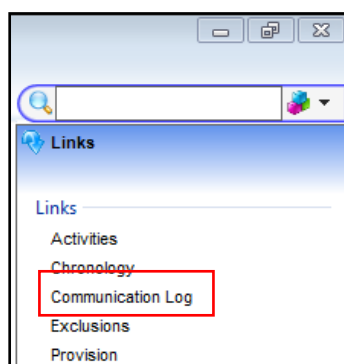 Links
Links
Activities
Chronology
Communication Log
Exclusions
Provision